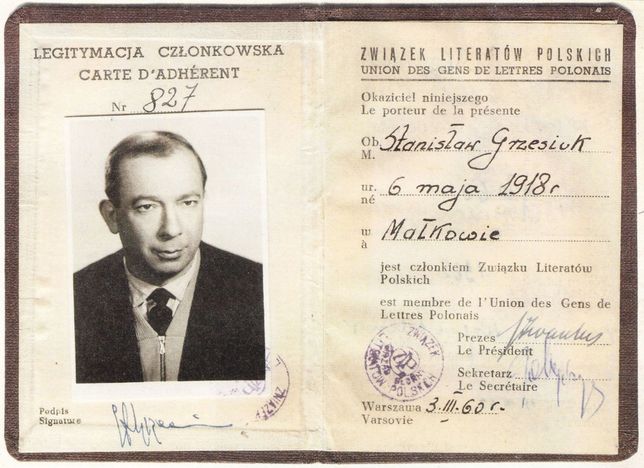 LEGITYMACJA CZŁONKOWSKA
CARTE D'ADHÉRENT
Nr 827
Podpis
Signature
ZWIĄZEK LITERATÓW POLSKICH
UNION DES GENS DE LETTRES POLONAIS
Okaziciel niniejszego
Le porteur de la présente
Ob. Stanisław Grzesiuk
M.
ur. 6 maja 1918r
né
w Małkowie
à
jest członkiem Związku Literatów
Polskich
est membre de l'Union des Gens de
Lettres Polonais
Prezes
Le Président
Sekretarz
Le Secrétaire
Warszawa 3.III.60r.
Varsovie
ZWIĄZEK
POLSKICH